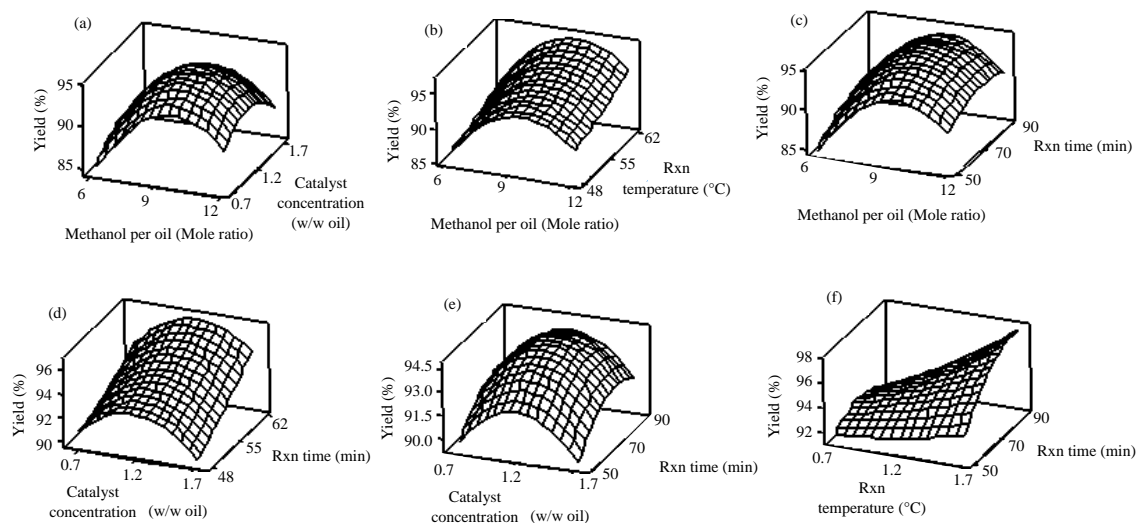 (a)
95
90
85
Yield (%)
6
9
12
Methanol per oil (Mole ratio)
0.7
1.2
1.7
Catalyst
concentration
(w/w oil)
(b)
95
90
85
Yield (%)
6
9
12
Methanol per oil (Mole ratio)
48
55
62
Rxn
temperature (°C)
(c)
95
90
85
Yield (%)
6
9
12
Methanol per oil (Mole ratio)
50
70
90
Rxn time (min)
(d)
96
94
92
90
Yield (%)
0.7
1.2
1.7
Catalyst
concentration (w/w oil)
48
55
62
Rxn time (min)
(e)
94.5
93.0
91.5
90.0
Yield (%)
0.7
1.2
1.7
Catalyst
concentration (w/w oil)
50
70
90
Rxn time (min)
(f)
98
96
94
92
Yield (%)
0.7
1.2
1.7
Rxn
temperature (°C)
50
70
90
Rxn time (min)